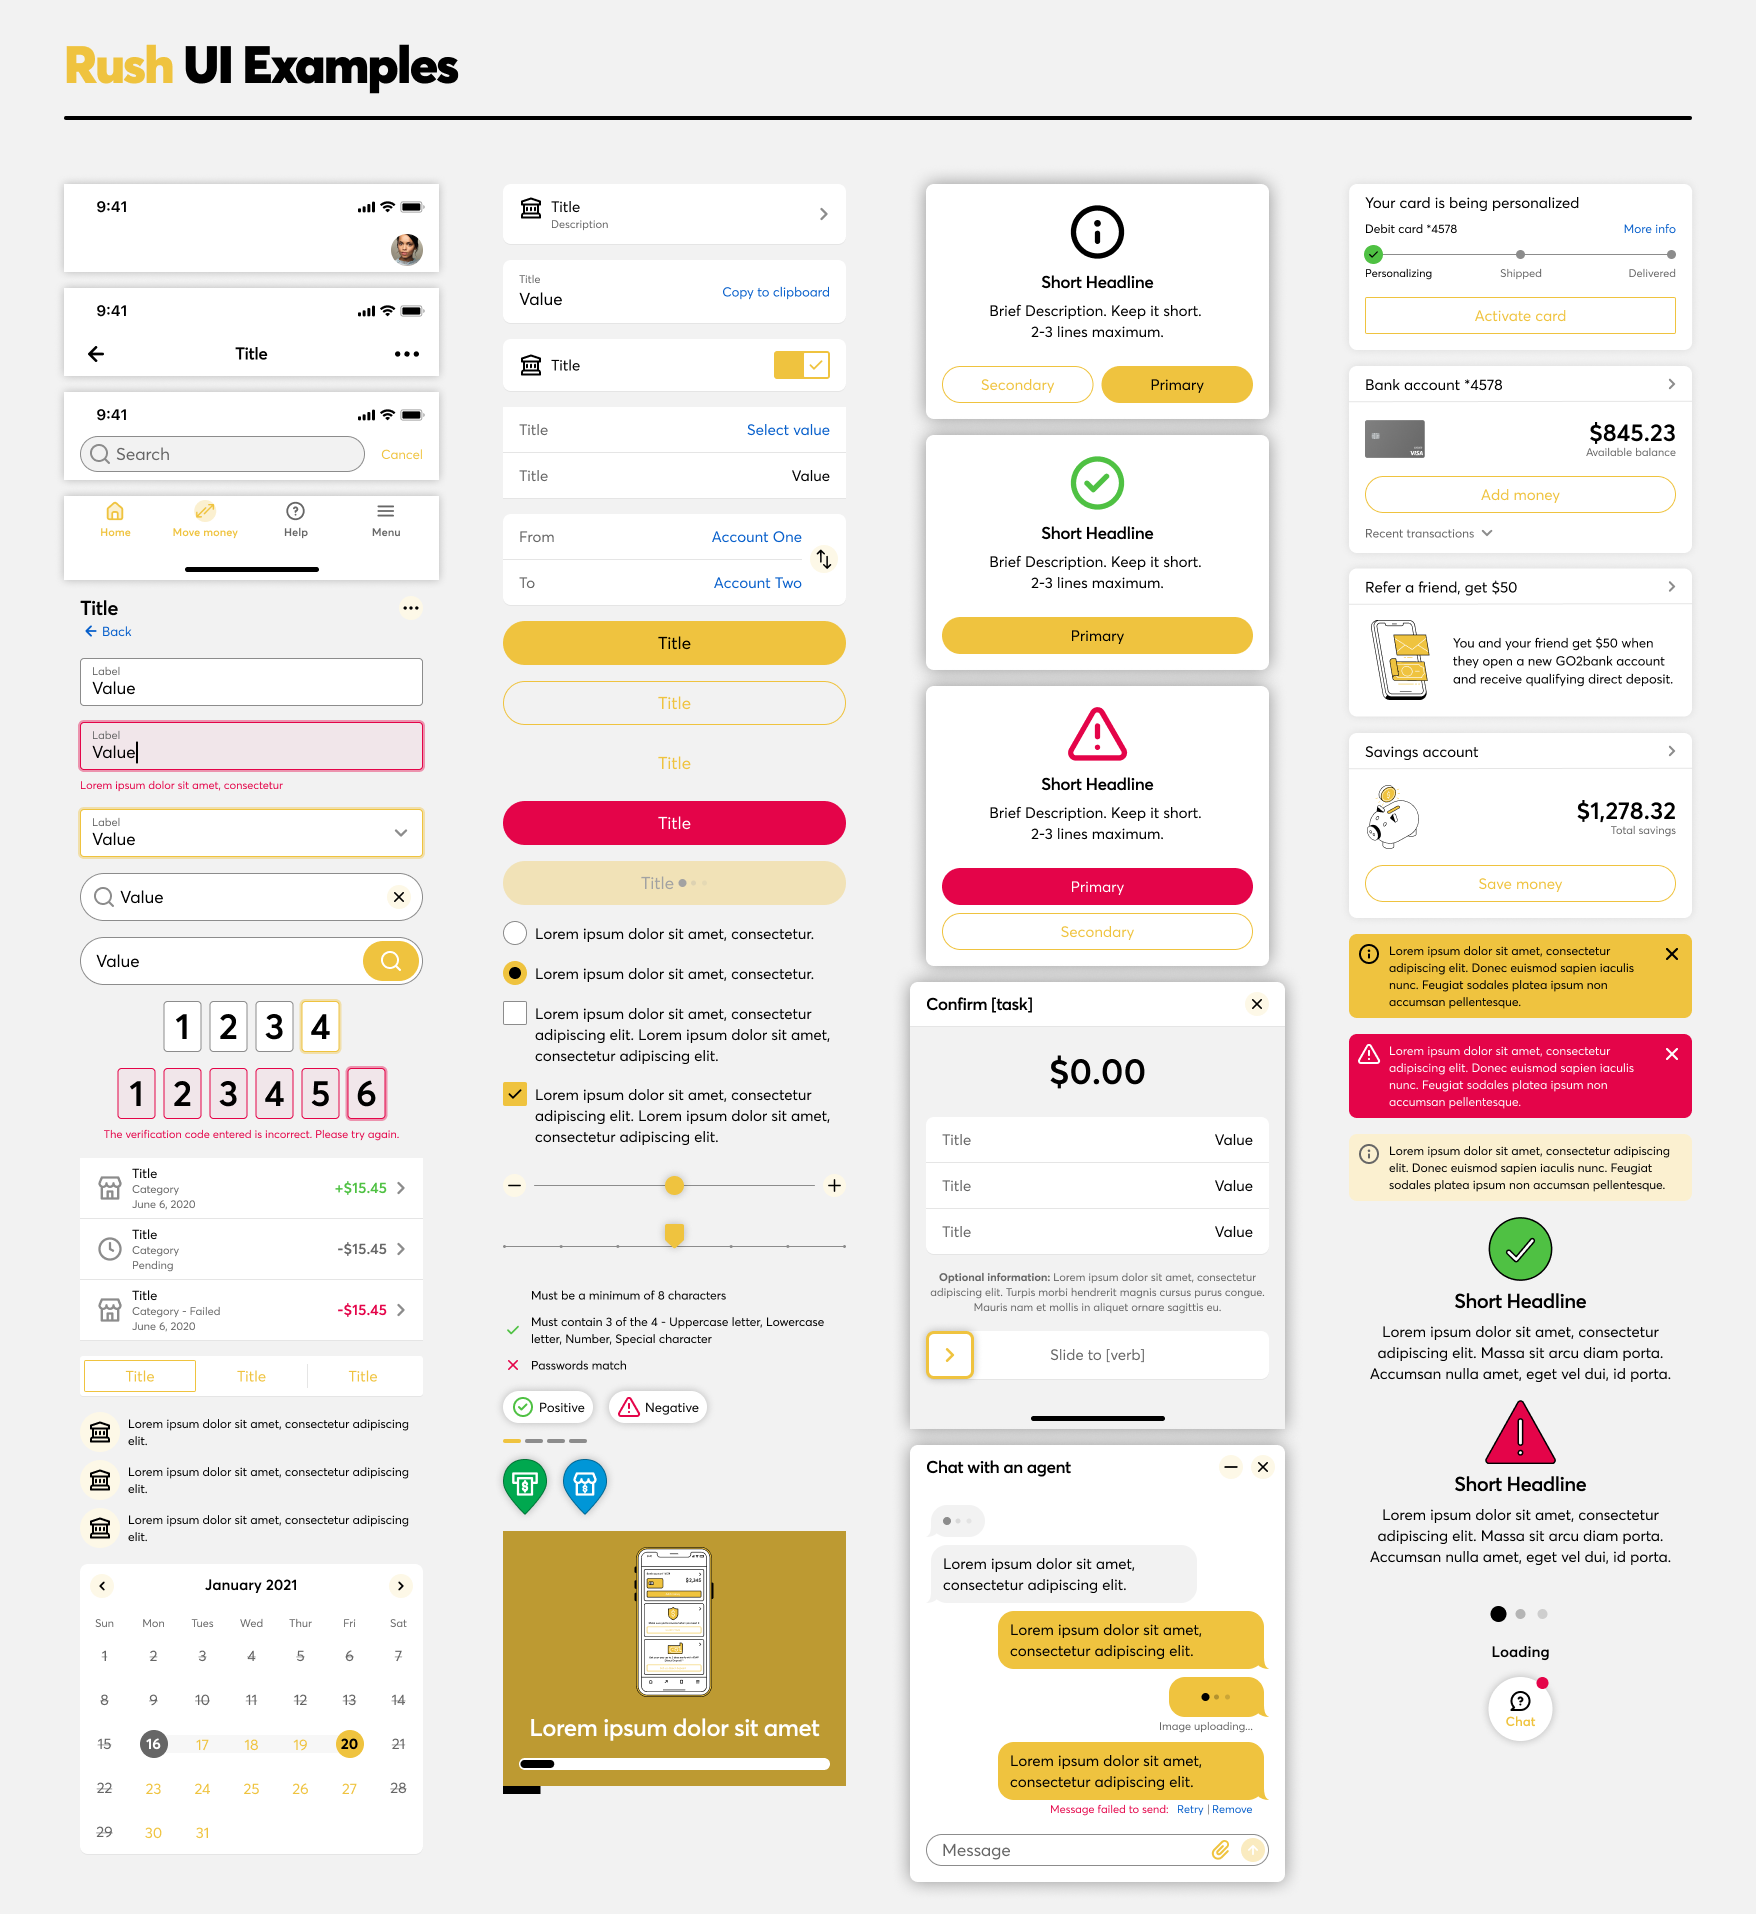 Rush UI Examples
9:41
9:41
Title
9:41
Search
Cancel
Home
Move money
Help
Menu
Title
Back
Label
Value
Label
Value
Lorem ipsum dolor sit amet, consectetur
Label
Value
Value
Value
1 2 3 4
1 2 3 4 5 6
The verification code entered is incorrect. Please try again.
Title
Category
June 6, 2020
+$15.45
Title
Category
Pending
-$15.45
Title
Category - Failed
June 6, 2020
-$15.45
Title
Title
Title
Lorem ipsum dolor sit amet, consectetur adipiscing
elit.
Lorem ipsum dolor sit amet, consectetur adipiscing
elit.
Lorem ipsum dolor sit amet, consectetur adipiscing
elit.
January 2021
Sun Mon Tues Wed Thur Fri Sat
1 2 3 4 5 6 7
8 9 10 11 12 13 14
15 16 17 18 19 20 21
22 23 24 25 26 27 28
29 30 31
Title
Description
Title
Value
Copy to clipboard
Title
Title
Select value
Title
Value
From
Account One
To
Account Two
Title
Title
Title
Title
Title
Lorem ipsum dolor sit amet, consectetur.
Lorem ipsum dolor sit amet, consectetur.
Lorem ipsum dolor sit amet, consectetur
adipiscing elit. Lorem ipsum dolor sit amet,
consectetur adipiscing elit.
Lorem ipsum dolor sit amet, consectetur
adipiscing elit. Lorem ipsum dolor sit amet,
consectetur adipiscing elit.
Must be a minimum of 8 characters
Must contain 3 of the 4 - Uppercase letter, Lowercase
letter, Number, Special character
Passwords match
Positive
Negative
Lorem ipsum dolor sit amet
Short Headline
Brief Description. Keep it short.
2-3 lines maximum.
Secondary
Primary
Short Headline
Brief Description. Keep it short.
2-3 lines maximum.
Primary
Short Headline
Brief Description. Keep it short.
2-3 lines maximum.
Primary
Secondary
Confirm [task]
$0.00
Title
Value
Title
Value
Title
Value
Optional information: Lorem ipsum dolor sit amet, consectetur
adipiscing elit. Turpis morbi hendrerit magnis cursus purus congue.
Mauris nam et mollis in aliquet ornare sagittis eu.
Slide to [verb]
Chat with an agent
Lorem ipsum dolor sit amet,
consectetur adipiscing elit.
Lorem ipsum dolor sit amet,
consectetur adipiscing elit.
Image uploading...
Lorem ipsum dolor sit amet,
consectetur adipiscing elit.
Message failed to send: Retry | Remove
Message
Your card is being personalized
Debit card *4578
More info
Personalizing
Shipped
Delivered
Activate card
Bank account *4578
VISA
$845.23
Available balance
Add money
Recent transactions
Refer a friend, get $50
You and your friend get $50 when
they open a new GO2bank account
and receive qualifying direct deposit.
Savings account
$1,278.32
Total savings
Save money
Lorem ipsum dolor sit amet, consectetur
adipiscing elit. Donec euismod sapien iaculis
nunc. Feugiat sodales platea ipsum non
accumsan pellentesque.
Lorem ipsum dolor sit amet, consectetur
adipiscing elit. Donec euismod sapien iaculis
nunc. Feugiat sodales platea ipsum non
accumsan pellentesque.
Lorem ipsum dolor sit amet, consectetur adipiscing
elit. Donec euismod sapien iaculis nunc. Feugiat
sodales platea ipsum non accumsan pellentesque.
Short Headline
Lorem ipsum dolor sit amet, consectetur
adipiscing elit. Massa sit arcu diam porta.
Accumsan nulla amet, eget vel dui, id porta.
Short Headline
Lorem ipsum dolor sit amet, consectetur
adipiscing elit. Massa sit arcu diam porta.
Accumsan nulla amet, eget vel dui, id porta.
Loading
Chat